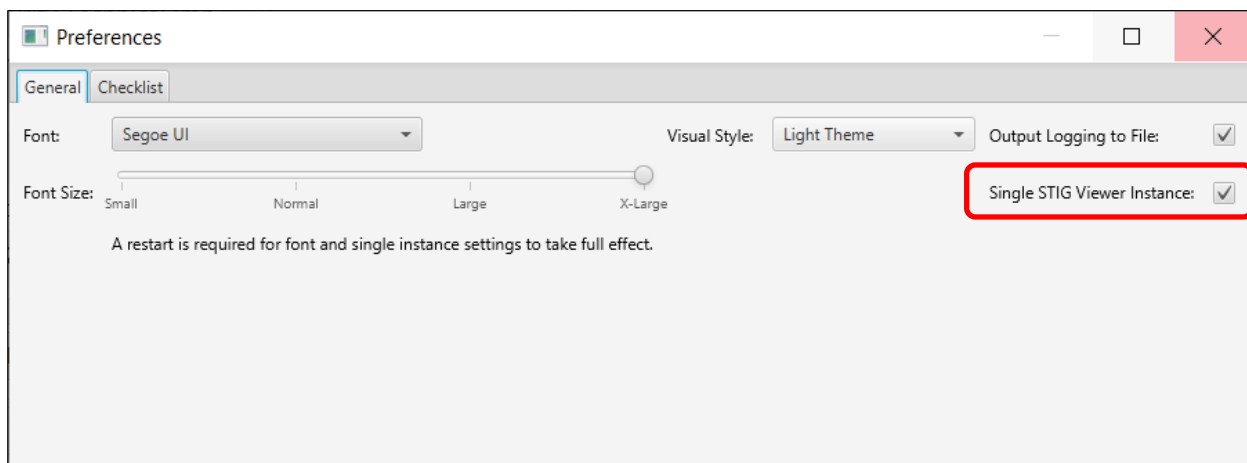 Preferences
General Checklist
Font: Segoe UI Visual Style: Light Theme Output Logging to File:
Font Size: Small Normal Large X-Large Single STIG Viewer Instance:
A restart is required for font and single instance settings to take full effect.